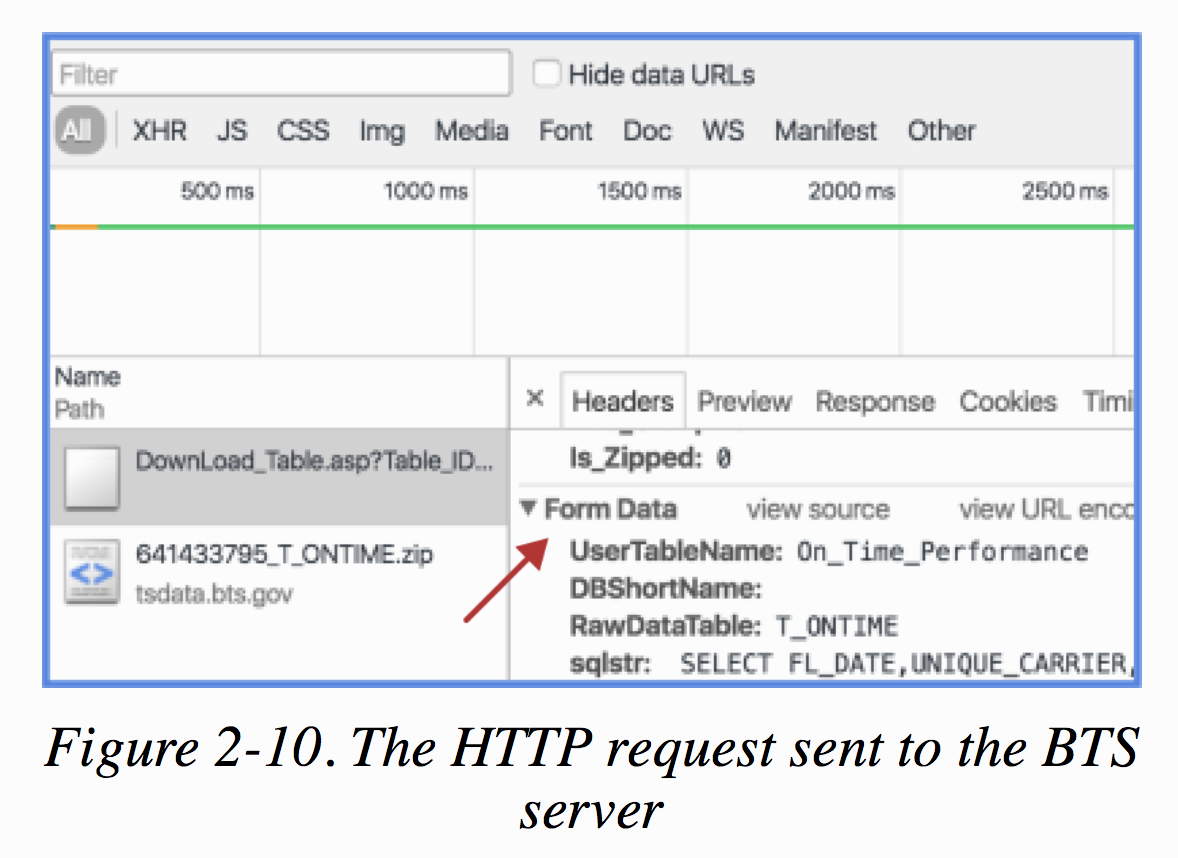 Filter
Hide data URLs
All XHR JS CSS Img Media Font Doc WS Manifest Other
500 ms 1000 ms 1500 ms 2000 ms 2500 ms
Name
Path
× Headers Preview Response Cookies Timi
DownLoad_Table.asp?Table_ID...
Is_Zipped: 0
▼ Form Data view source view URL enco
641433795_T_ONTIME.zip
tsdata.bts.gov
UserTableName: On_Time_Performance
DBShortName:
RawDataTable: T_ONTIME
sqlstr: SELECT FL_DATE,UNIQUE_CARRIER,
Figure 2-10. The HTTP request sent to the BTS
server